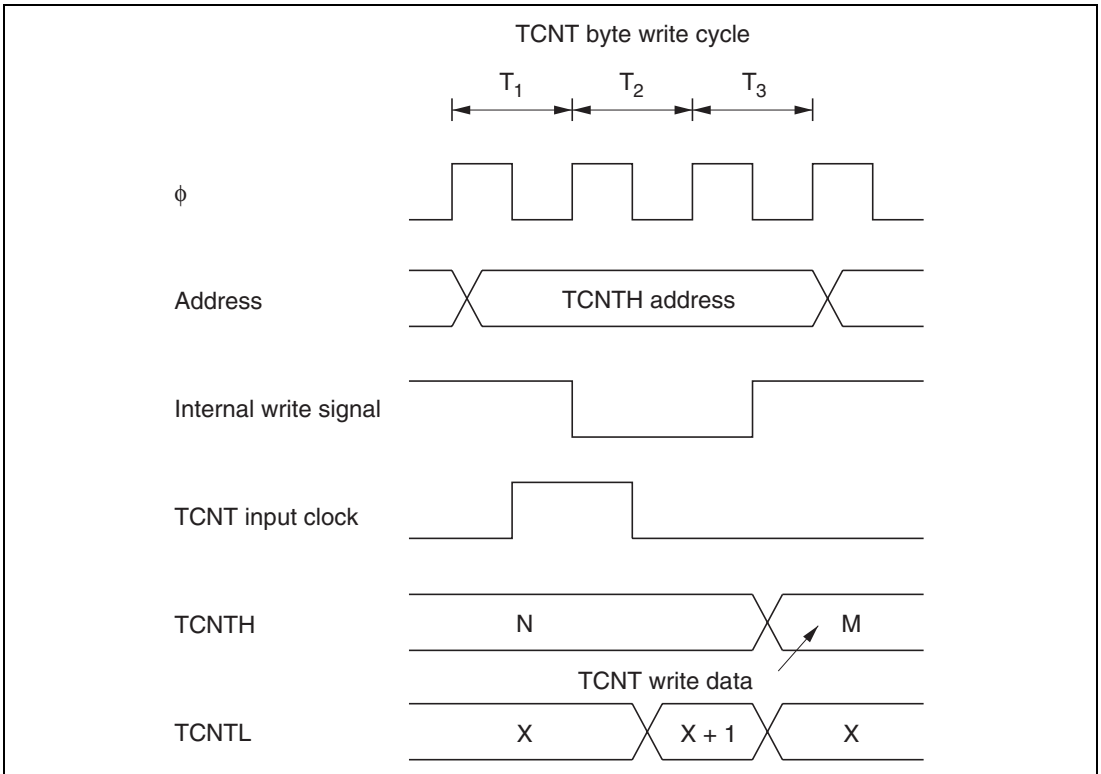 TCNT byte write cycle
T1 T2 T3
φ
Address TCNTH address
Internal write signal
TCNT input clock
TCNTH N M
TCNT write data
TCNTL X X + 1 X